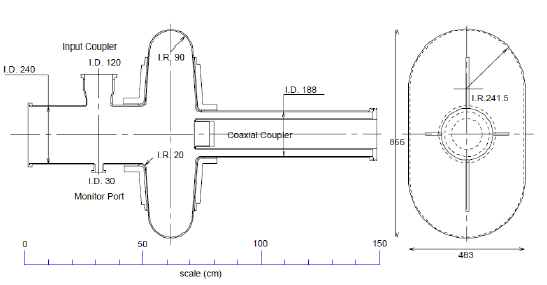 Input Coupler
I.D. 120
I.D. 240
I.R. 90
I.D. 188
Coaxial Coupler
I.R. 20
I.D. 30
Monitor Port
I.R.241.5
866
483
0
50
100
150
scale (cm)